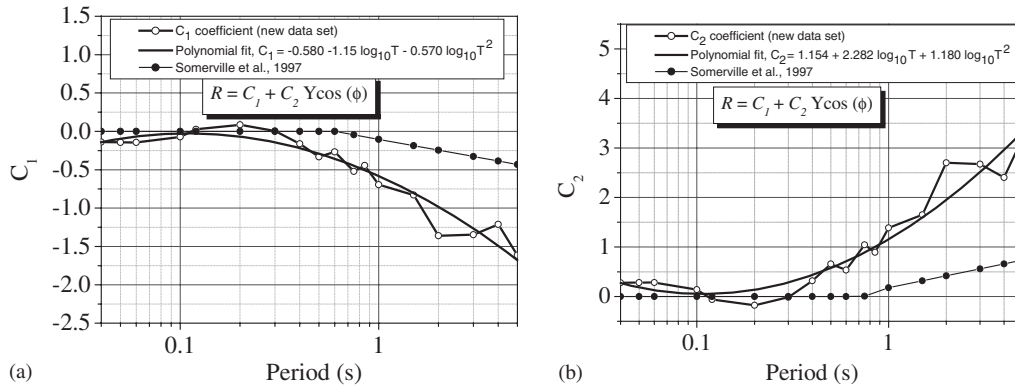 1.5
1.0
0.5
0.0
-0.5
-1.0
-1.5
-2.0
-2.5
C1
C1 coefficient (new data set)
Polynomial fit, C1 = -0.580 -1.15 log10T - 0.570 log10T2
Somerville et al., 1997
R = C1 + C2 Ycos (ϕ)
0.1
1
Period (s)
(a)
5
4
3
2
1
0
C2
C2 coefficient (new data set)
Polynomial fit, C2= 1.154 + 2.282 log10T + 1.180 log10T2
Somerville et al., 1997
R = C1 + C2 Ycos (ϕ)
0.1
1
Period (s)
(b)